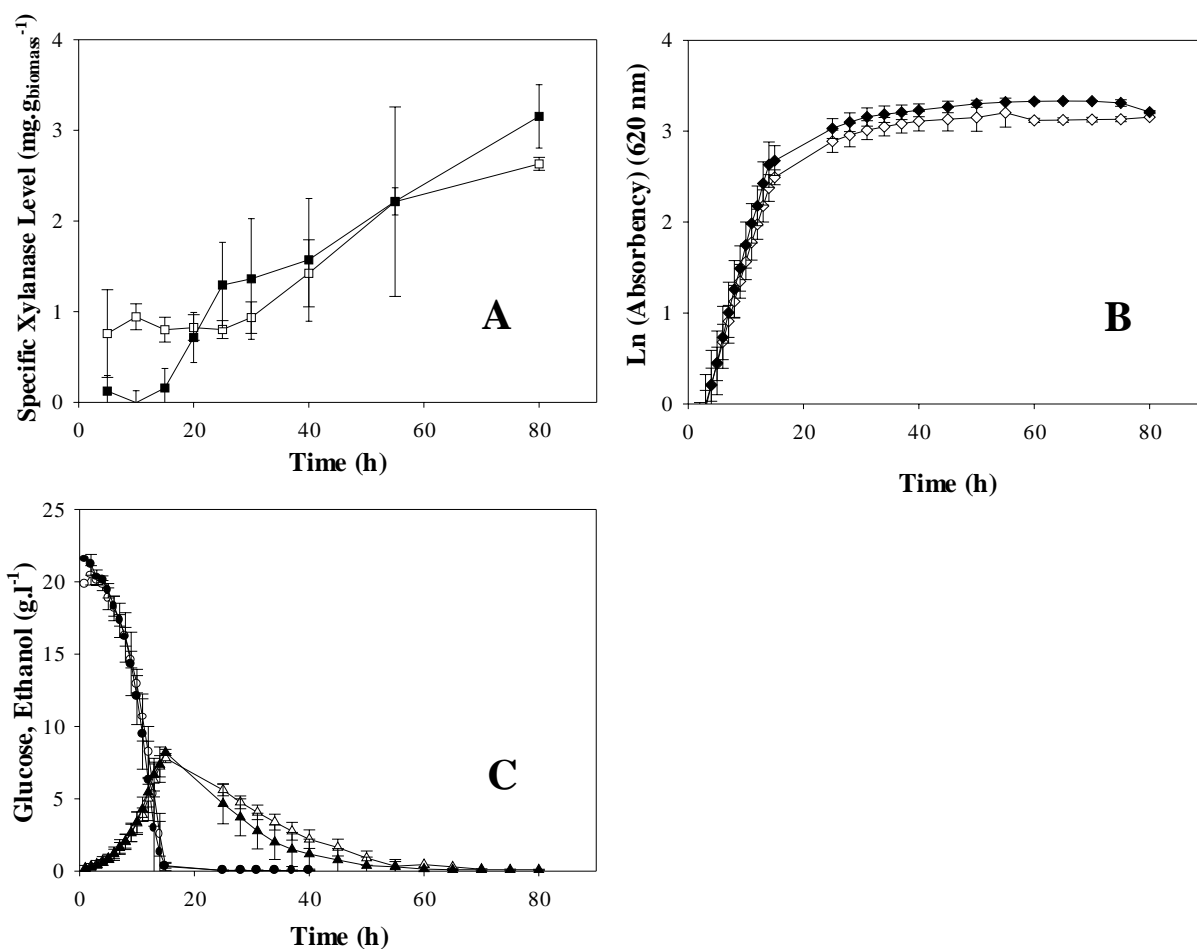 Specific Xylanase Level (mg.g_biomass^-1)
4
3
2
1
0
0 20 40 60 80
Time (h)
A
Ln (Absorbency) (620 nm)
4
3
2
1
0
0 20 40 60 80
Time (h)
B
Glucose, Ethanol (g.l^-1)
25
20
15
10
5
0
0 20 40 60 80
Time (h)
C